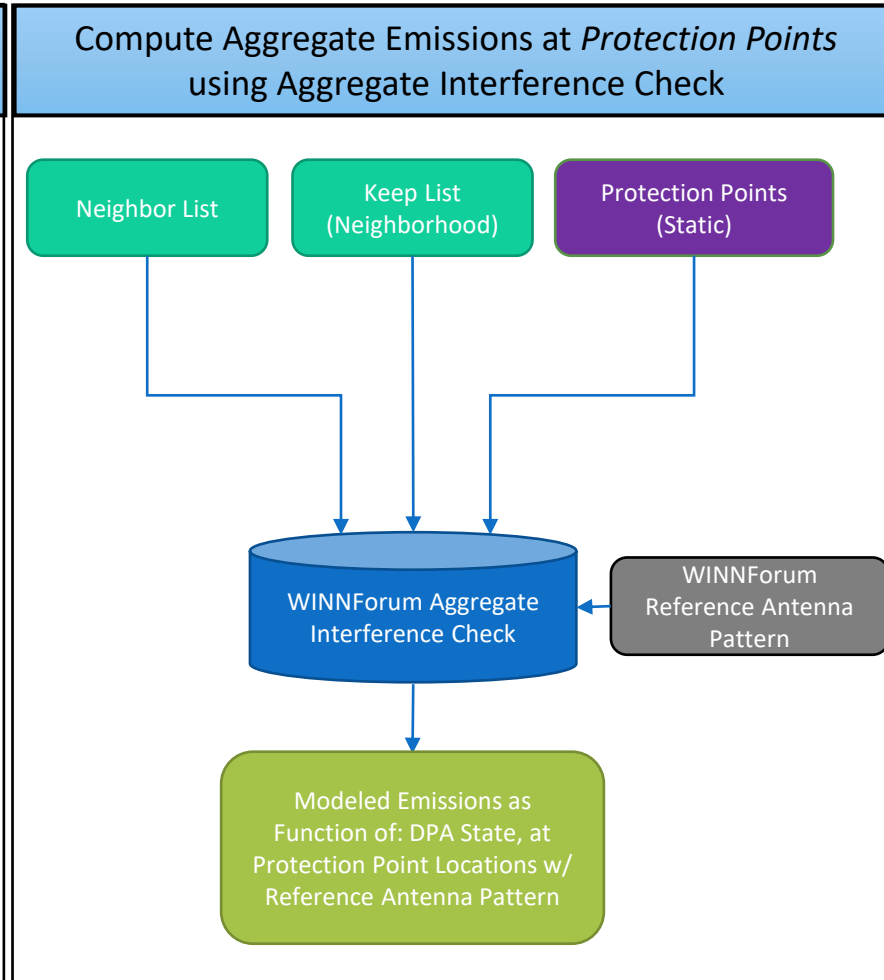 Compute Aggregate Emissions at Protection Points
using Aggregate Interference Check
Neighbor List
Keep List
(Neighborhood)
Protection Points
(Static)
WINNForum Aggregate
Interference Check
WINNForum
Reference Antenna
Pattern
Modeled Emissions as
Function of: DPA State, at
Protection Point Locations w/
Reference Antenna Pattern